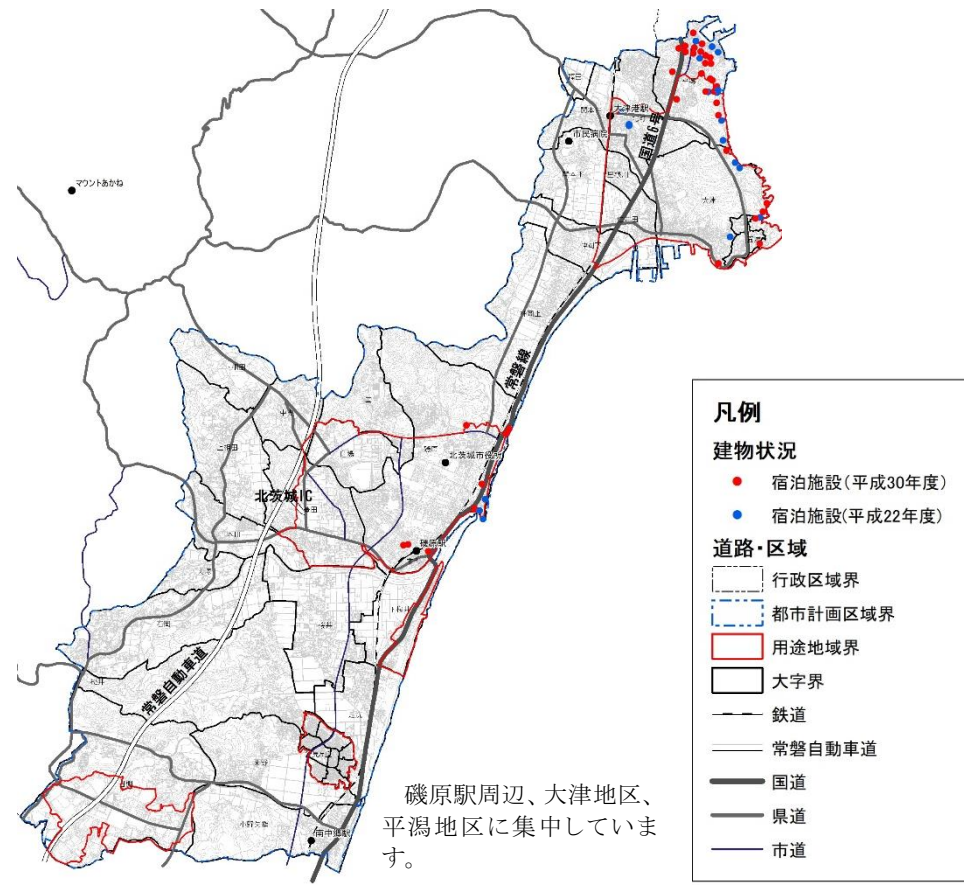 大津港駅
市民病院
国道6号
マウントあかね
大津
常磐線
北茨城市役所
北茨城IC
磯原駅
常磐自動車道
石岡
南中郷駅
磯原駅周辺、大津地区、
平潟地区に集中していま
す。
凡例
建物状況
宿泊施設(平成30年度)
宿泊施設(平成22年度)
道路・区域
行政区域界
都市計画区域界
用途地域界
大字界
鉄道
常磐自動車道
国道
県道
市道